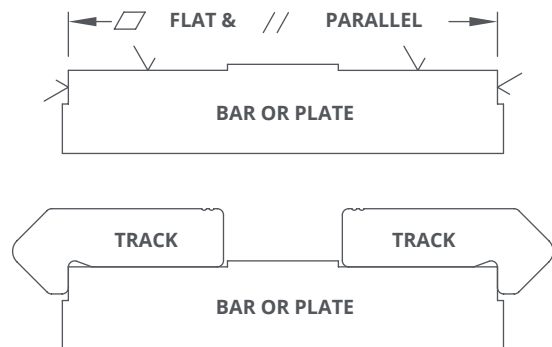 FLAT & // PARALLEL
BAR OR PLATE
TRACK TRACK
BAR OR PLATE